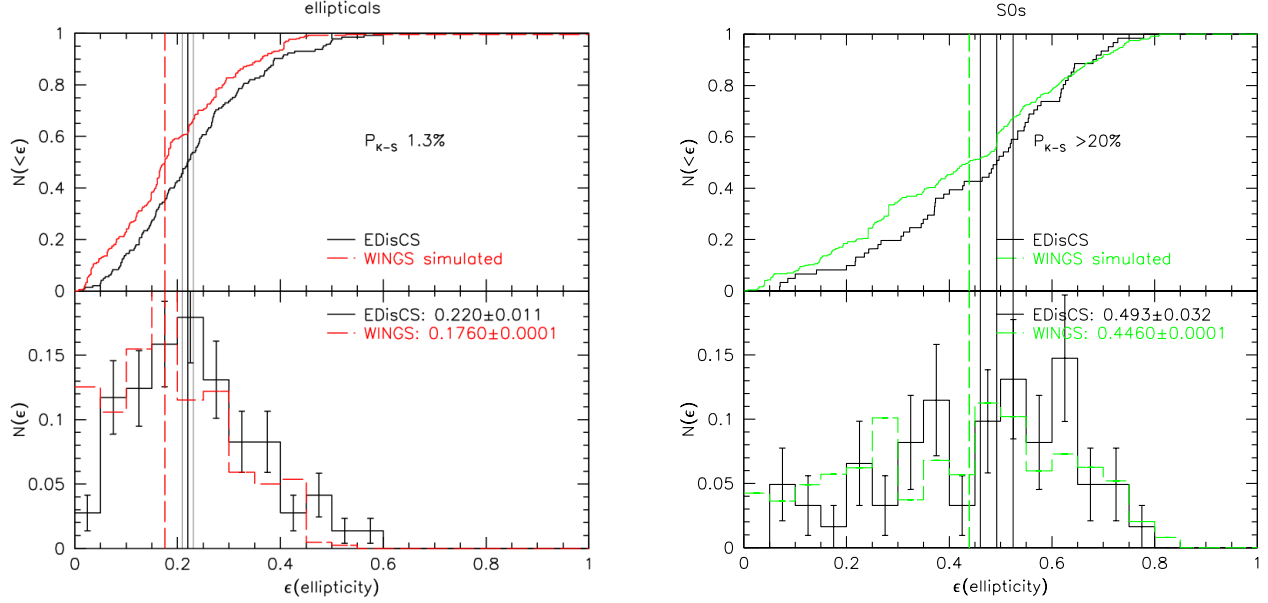 ellipticals
1
0.8
0.6
0.4
0.2
0
N(<ϵ)
P_K-S 1.3%
EDisCS
WINGS simulated
0.15
0.1
0.05
0
N(ϵ)
EDisCS: 0.220±0.011
WINGS: 0.1760±0.0001
0 0.2 0.4 0.6 0.8 1
ϵ(ellipticity)
S0s
1
0.8
0.6
0.4
0.2
0
N(<ϵ)
P_K-S >20%
EDisCS
WINGS simulated
0.15
0.1
0.05
0
N(ϵ)
EDisCS: 0.493±0.032
WINGS: 0.4460±0.0001
0 0.2 0.4 0.6 0.8 1
ϵ(ellipticity)